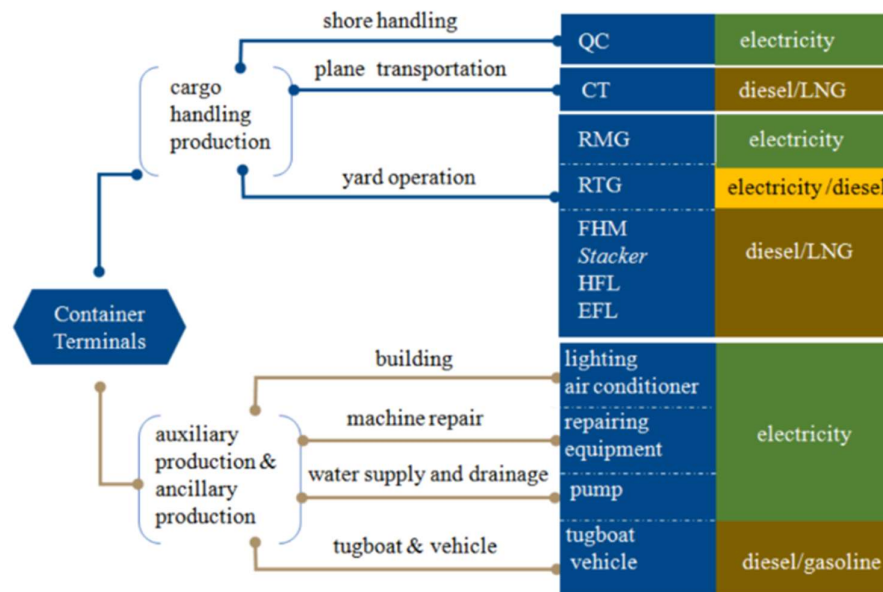 shore handling
QC
electricity
plane transportation
CT
diesel/LNG
cargo
handling
production
RMG
electricity
yard operation
RTG
electricity /diesel
FHM
Stacker
HFL
EFL
diesel/LNG
Container
Terminals
building
lighting
air conditioner
machine repair
repairing
equipment
electricity
auxiliary
production &
ancillary
production
water supply and drainage
pump
tugboat & vehicle
tugboat
vehicle
diesel/gasoline